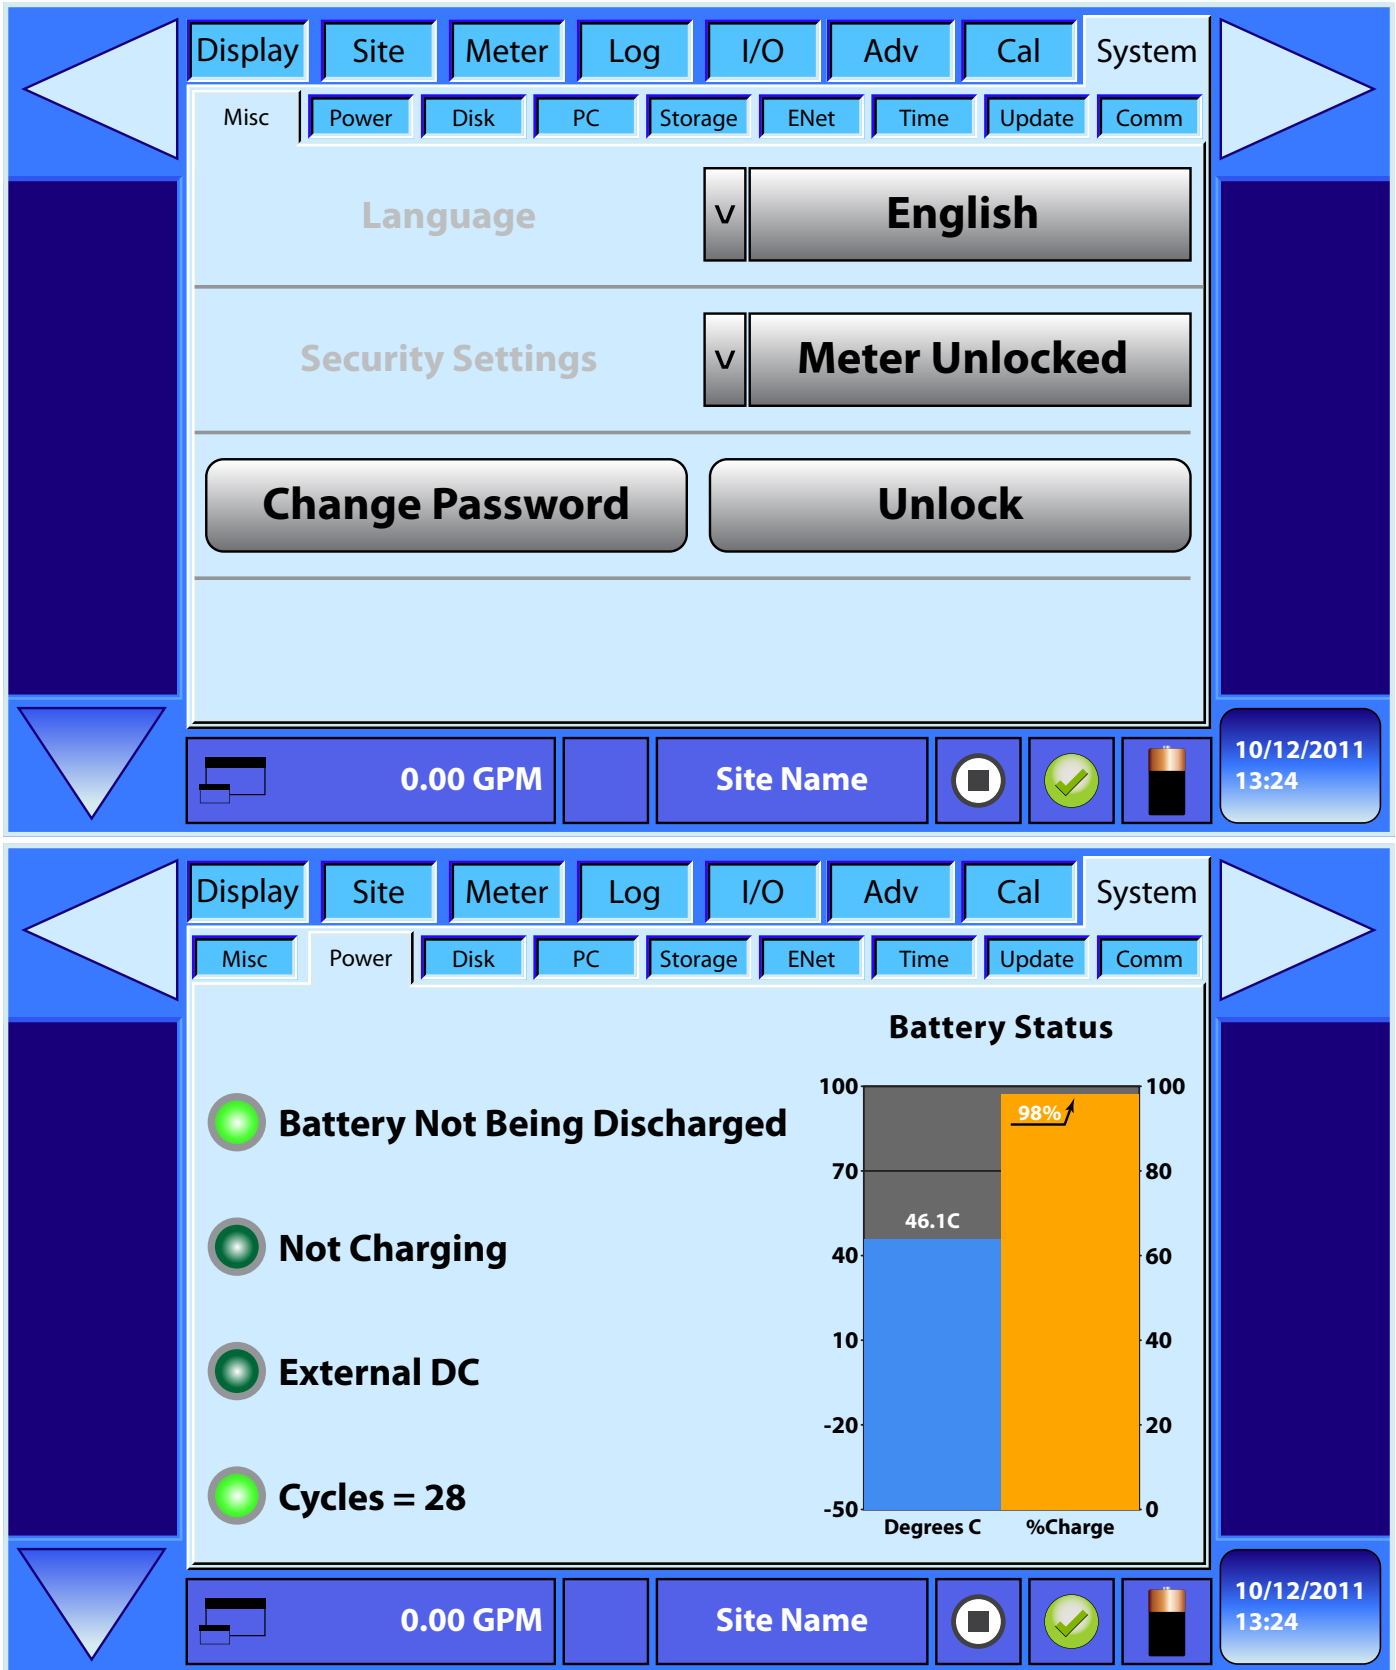 Display Site Meter Log I/O Adv Cal System
Misc Power Disk PC Storage ENet Time Update Comm
Language V English
Security Settings V Meter Unlocked
Change Password Unlock
0.00 GPM Site Name 10/12/2011
13:24
Display Site Meter Log I/O Adv Cal System
Misc Power Disk PC Storage ENet Time Update Comm
Battery Status
100 100
98%
Battery Not Being Discharged
70 80
46.1C
Not Charging
40 60
10 40
External DC
-20 20
Cycles = 28
-50 0
Degrees C %Charge
0.00 GPM Site Name 10/12/2011
13:24